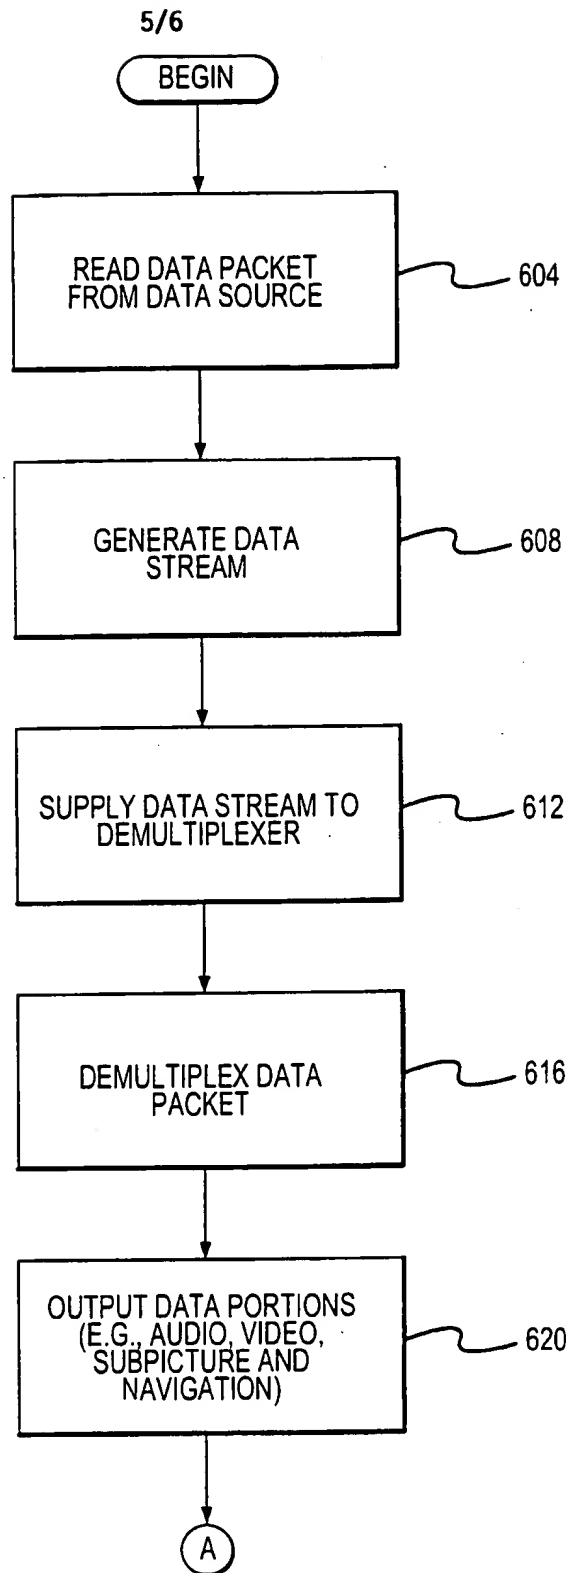 5/6
BEGIN
READ DATA PACKET
FROM DATA SOURCE
604
GENERATE DATA
STREAM
608
SUPPLY DATA STREAM TO
DEMULTIPLEXER
612
DEMULTIPLEX DATA
PACKET
616
OUTPUT DATA PORTIONS
(E.G., AUDIO, VIDEO,
SUBPICTURE AND
NAVIGATION)
620
A